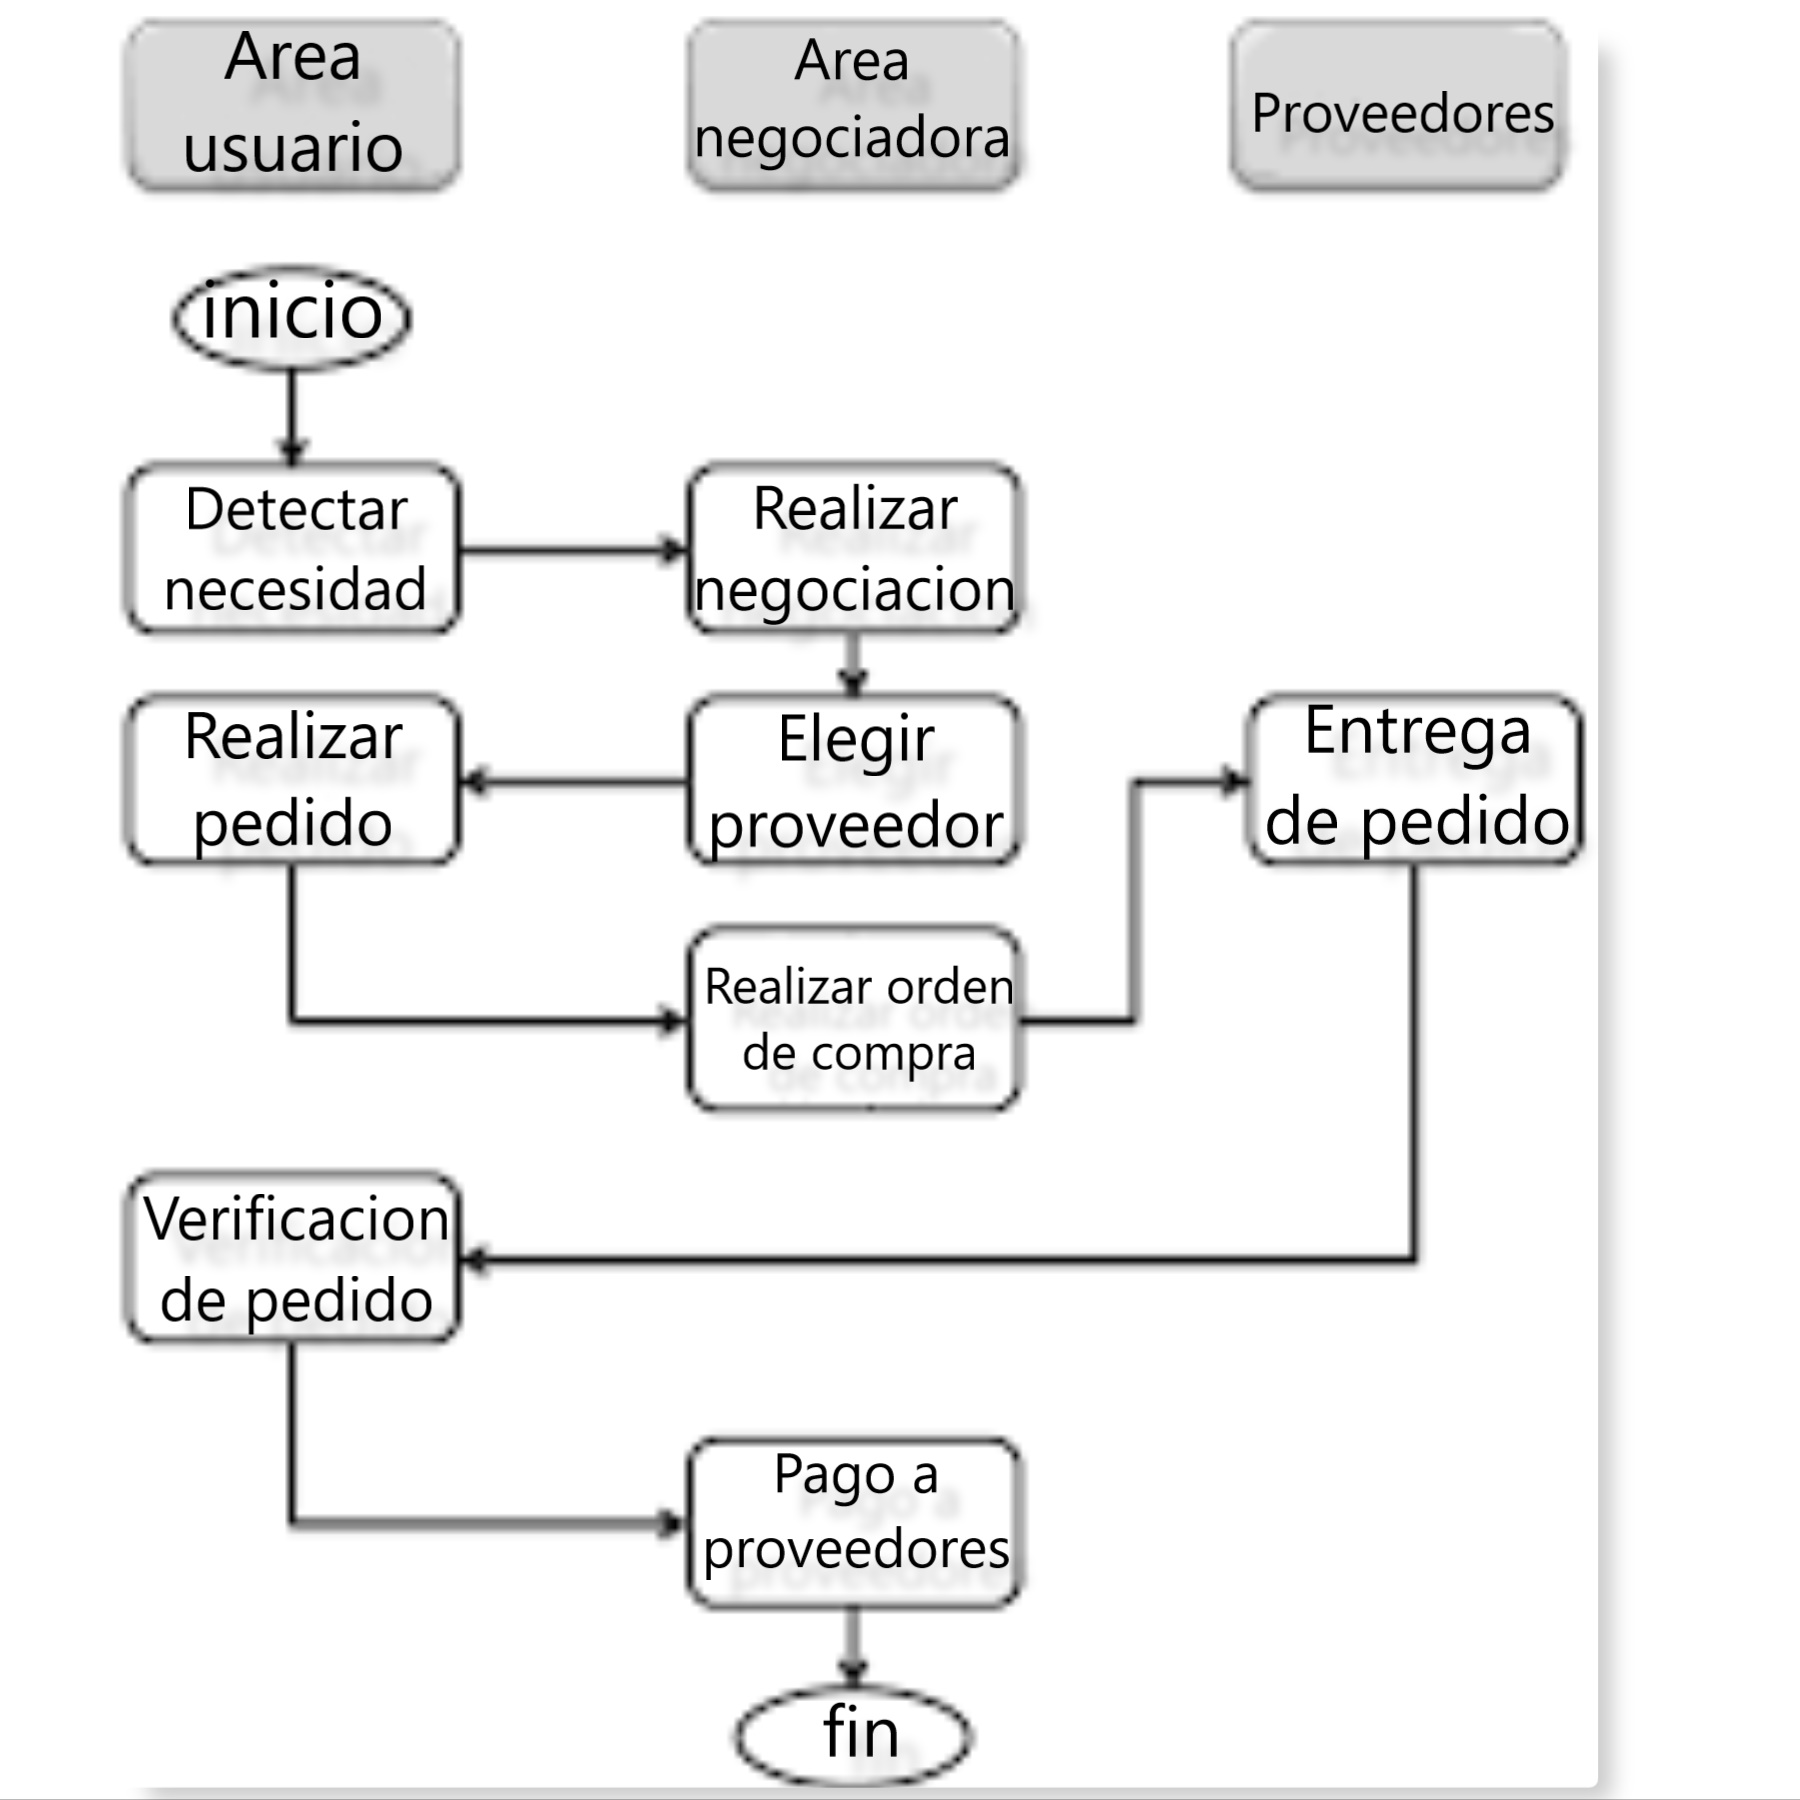 Area
usuario
Area
negociadora
Proveedores
inicio
Detectar
necesidad
Realizar
negociacion
Realizar
pedido
Elegir
proveedor
Entrega
de pedido
Realizar orden
de compra
Verificacion
de pedido
Pago a
proveedores
fin